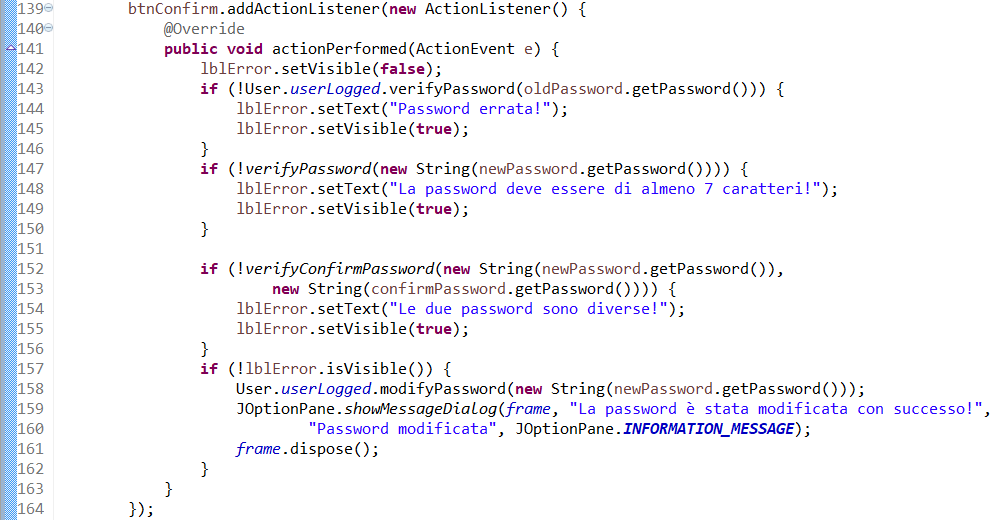 139 btnConfirm.addActionListener(new ActionListener() {
140 @Override
141 public void actionPerformed(ActionEvent e) {
142 lblError.setVisible(false);
143 if (!User.userLogged.verifyPassword(oldPassword.getPassword())) {
144 lblError.setText("Password errata!");
145 lblError.setVisible(true);
146 }
147 if (!verifyPassword(new String(newPassword.getPassword()))) {
148 lblError.setText("La password deve essere di almeno 7 caratteri!");
149 lblError.setVisible(true);
150 }
151
152 if (!verifyConfirmPassword(new String(newPassword.getPassword()),
153 new String(confirmPassword.getPassword()))) {
154 lblError.setText("Le due password sono diverse!");
155 lblError.setVisible(true);
156 }
157 if (!lblError.isVisible()) {
158 User.userLogged.modifyPassword(new String(newPassword.getPassword()));
159 JOptionPane.showMessageDialog(frame, "La password è stata modificata con successo!",
160 "Password modificata", JOptionPane.INFORMATION_MESSAGE);
161 frame.dispose();
162 }
163 }
164 });